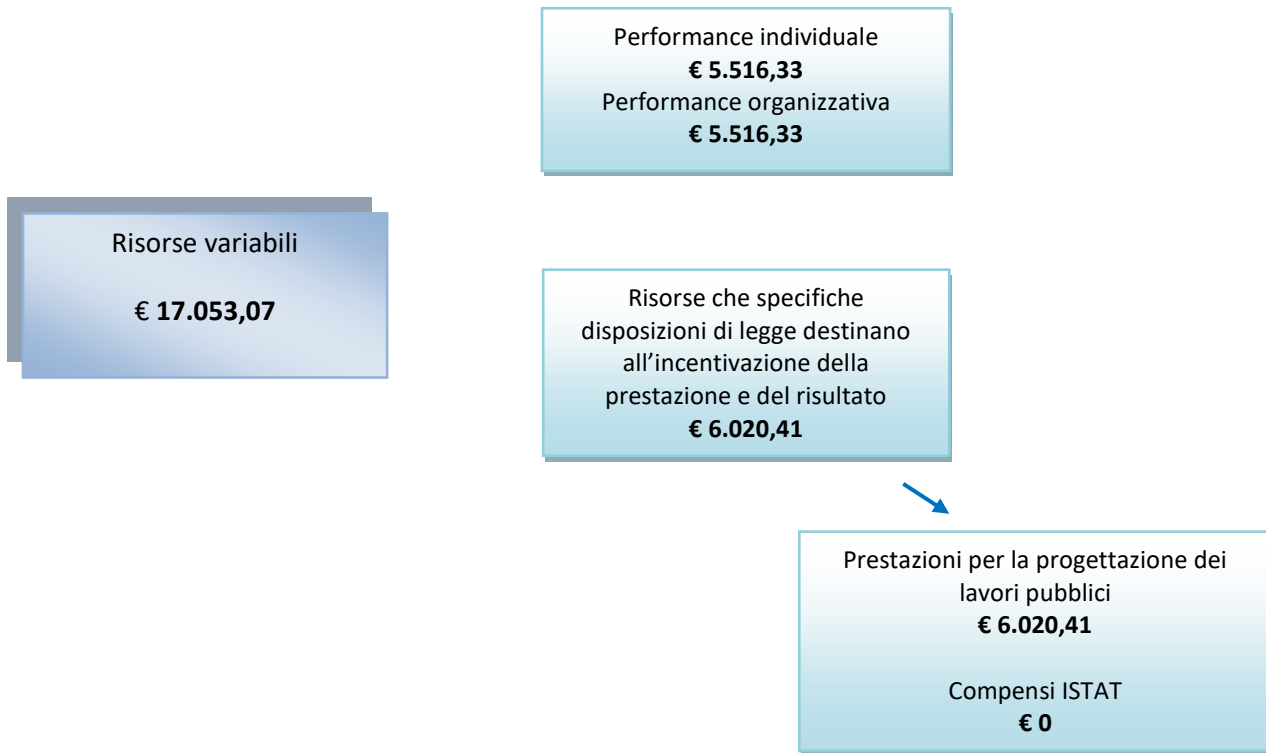 Performance individuale
€ 5.516,33
Performance organizzativa
€ 5.516,33
Risorse variabili
€ 17.053,07
Risorse che specifiche
disposizioni di legge destinano
all’incentivazione della
prestazione e del risultato
€ 6.020,41
Prestazioni per la progettazione dei
lavori pubblici
€ 6.020,41
Compensi ISTAT
€ 0